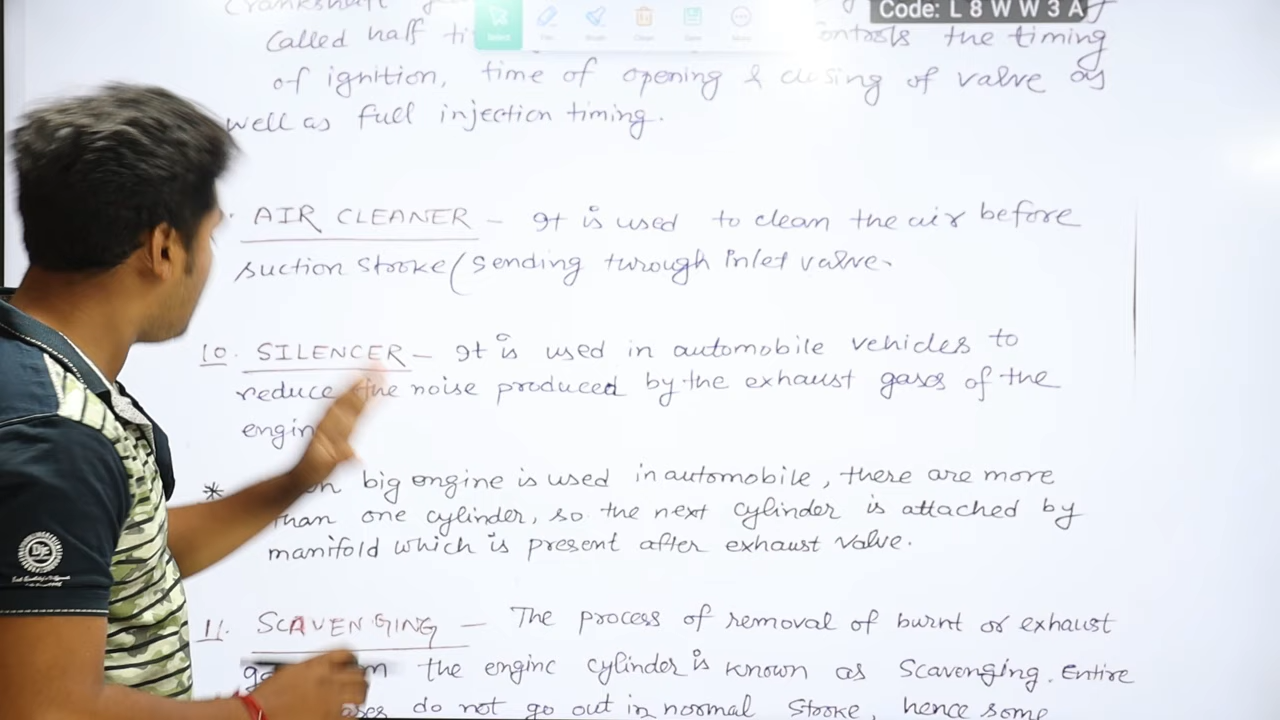 Crankshaft
Code: L 8 W W 3 A
Select
called half controls the timing
of ignition, time of opening & closing of valve as
well as full injection timing.
AIR CLEANER - It is used to clean the air before
suction stroke (sending through inlet valve.
10. SILENCER - It is used in automobile vehicles to
reduce the noise produced by the exhaust gases of the
engin
* big engine is used in automobile, there are more
than one cylinder, so the next cylinder is attached by
manifold which is present after exhaust valve.
11. SCAVENGING - The process of removal of burnt or exhaust
the engine cylinder is known as scavenging. Entire
do not go out in normal stroke, hence some